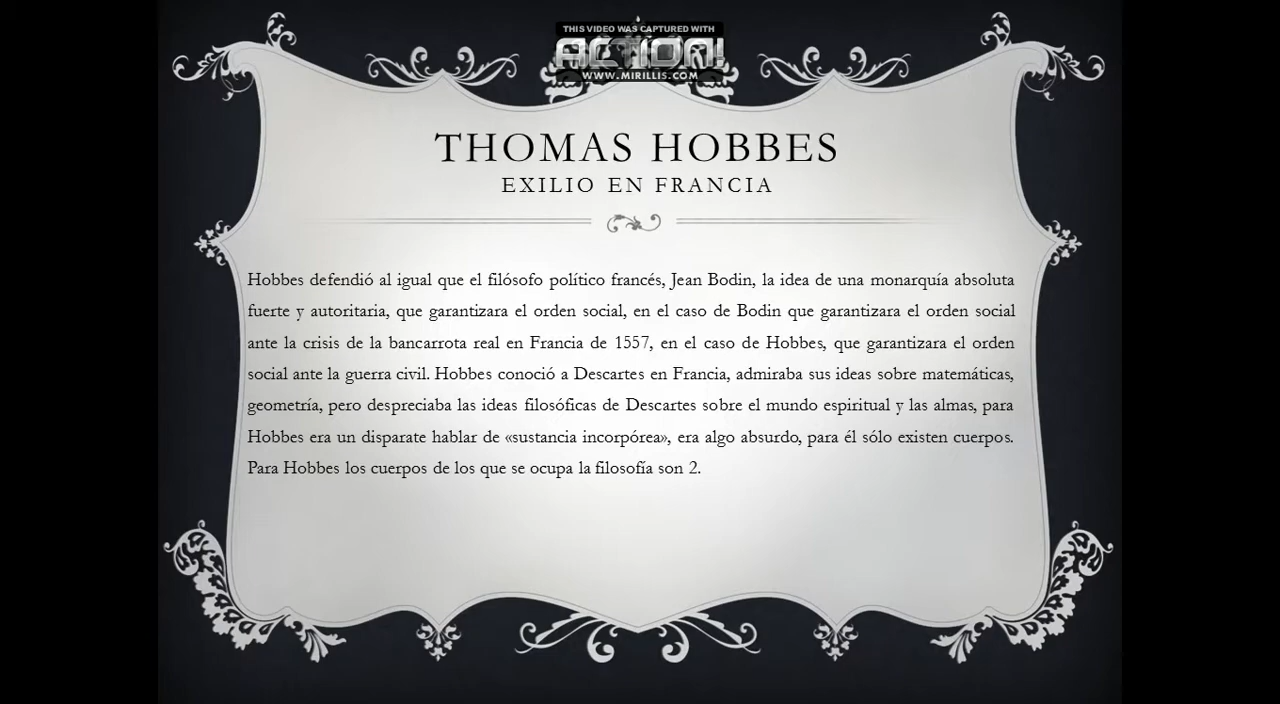 THIS VIDEO WAS CAPTURED WITH
ACTION!
WWW.MIRILLIS.COM
THOMAS HOBBES
EXILIO EN FRANCIA
Hobbes defendió al igual que el filósofo político francés, Jean Bodin, la idea de una monarquía absoluta
fuerte y autoritaria, que garantizara el orden social, en el caso de Bodin que garantizara el orden social
ante la crisis de la bancarrota real en Francia de 1557, en el caso de Hobbes, que garantizara el orden
social ante la guerra civil. Hobbes conoció a Descartes en Francia, admiraba sus ideas sobre matemáticas,
geometría, pero despreciaba las ideas filosóficas de Descartes sobre el mundo espiritual y las almas, para
Hobbes era un disparate hablar de «sustancia incorpórea», era algo absurdo, para él sólo existen cuerpos.
Para Hobbes los cuerpos de los que se ocupa la filosofía son 2.